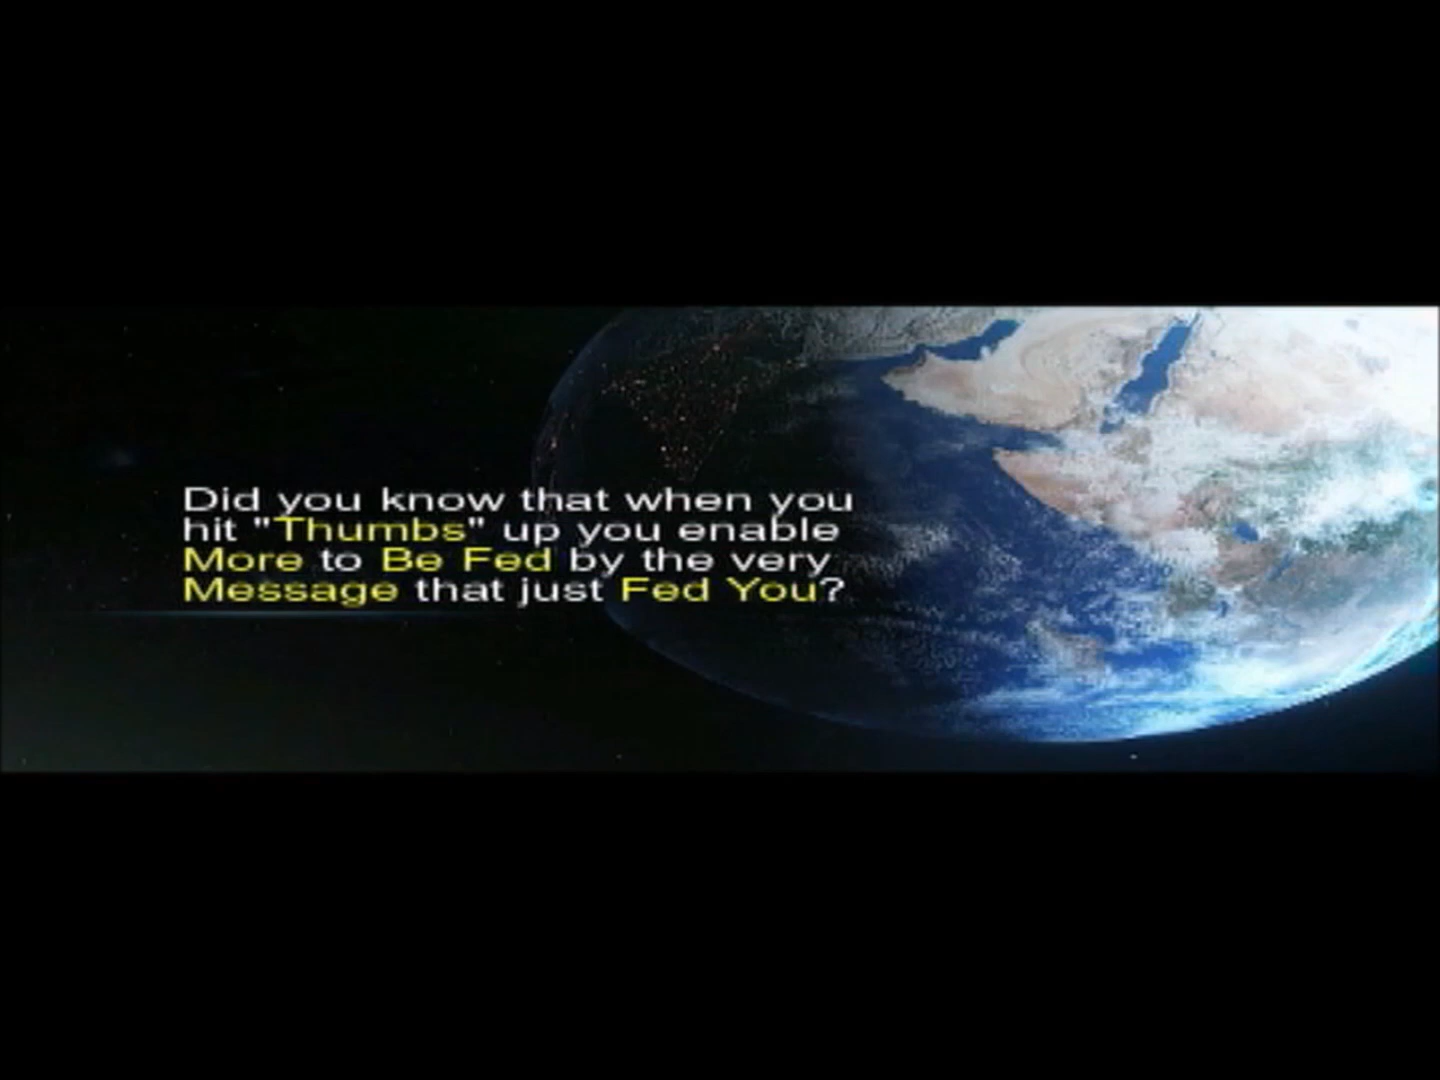 Did you know that when you
hit "Thumbs" up you enable
More to Be Fed by the very
Message that just Fed You?